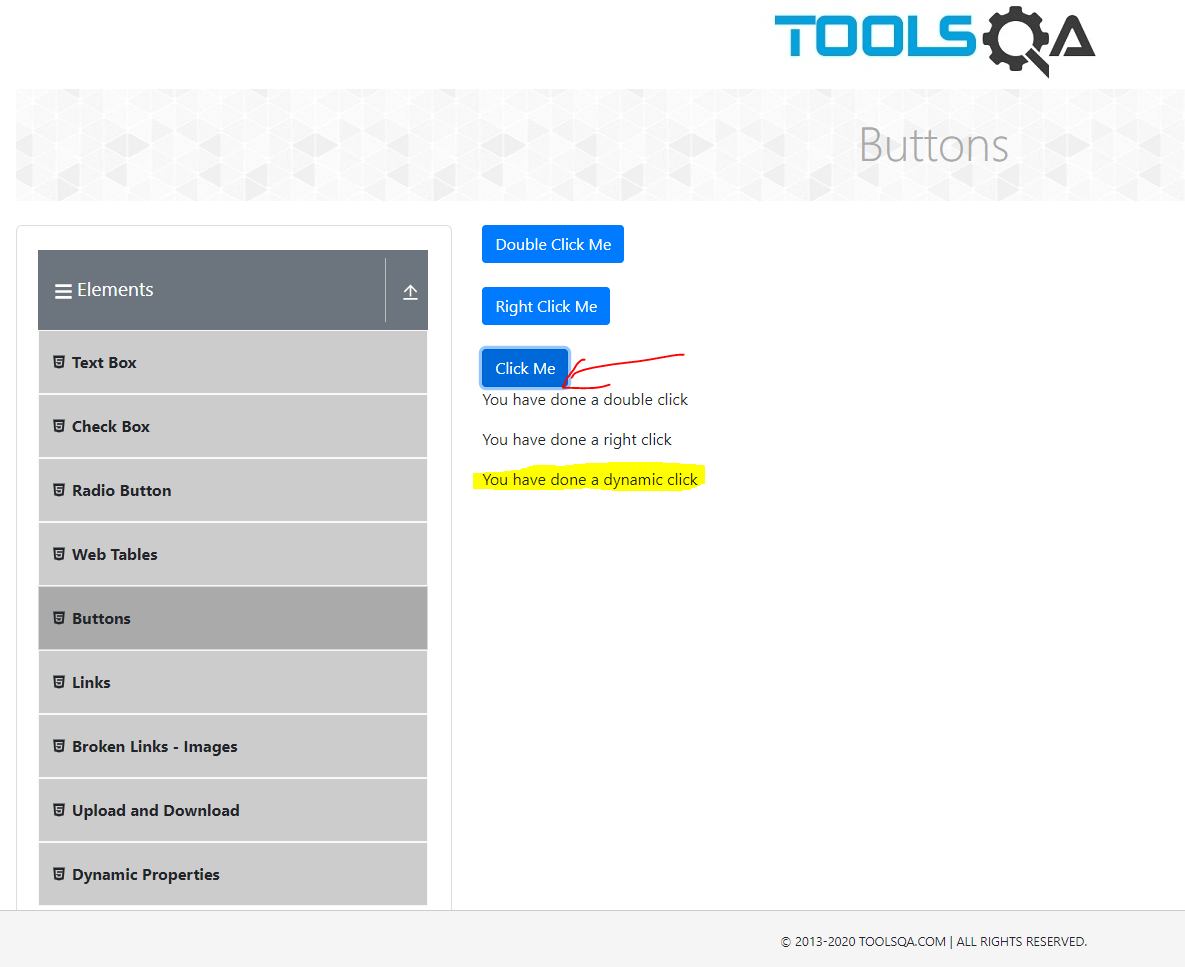 TOOLSQA
Buttons
Elements
Text Box
Check Box
Radio Button
Web Tables
Buttons
Links
Broken Links - Images
Upload and Download
Dynamic Properties
Double Click Me
Right Click Me
Click Me
You have done a double click
You have done a right click
You have done a dynamic click
© 2013-2020 TOOLSQA.COM | ALL RIGHTS RESERVED.